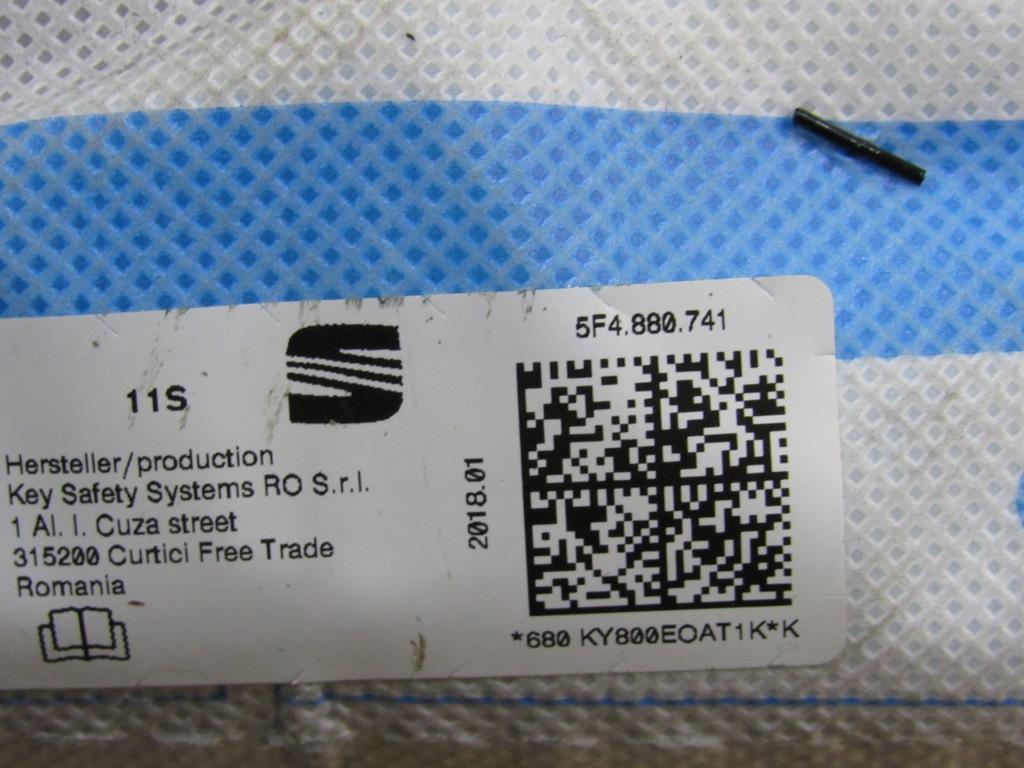 5F4.880.741
11S
Hersteller/production
Key Safety Systems RO S.r.l.
1 Al. I. Cuza street
315200 Curtici Free Trade
Romania
2018.01
*680 KY800EOAT1K*K